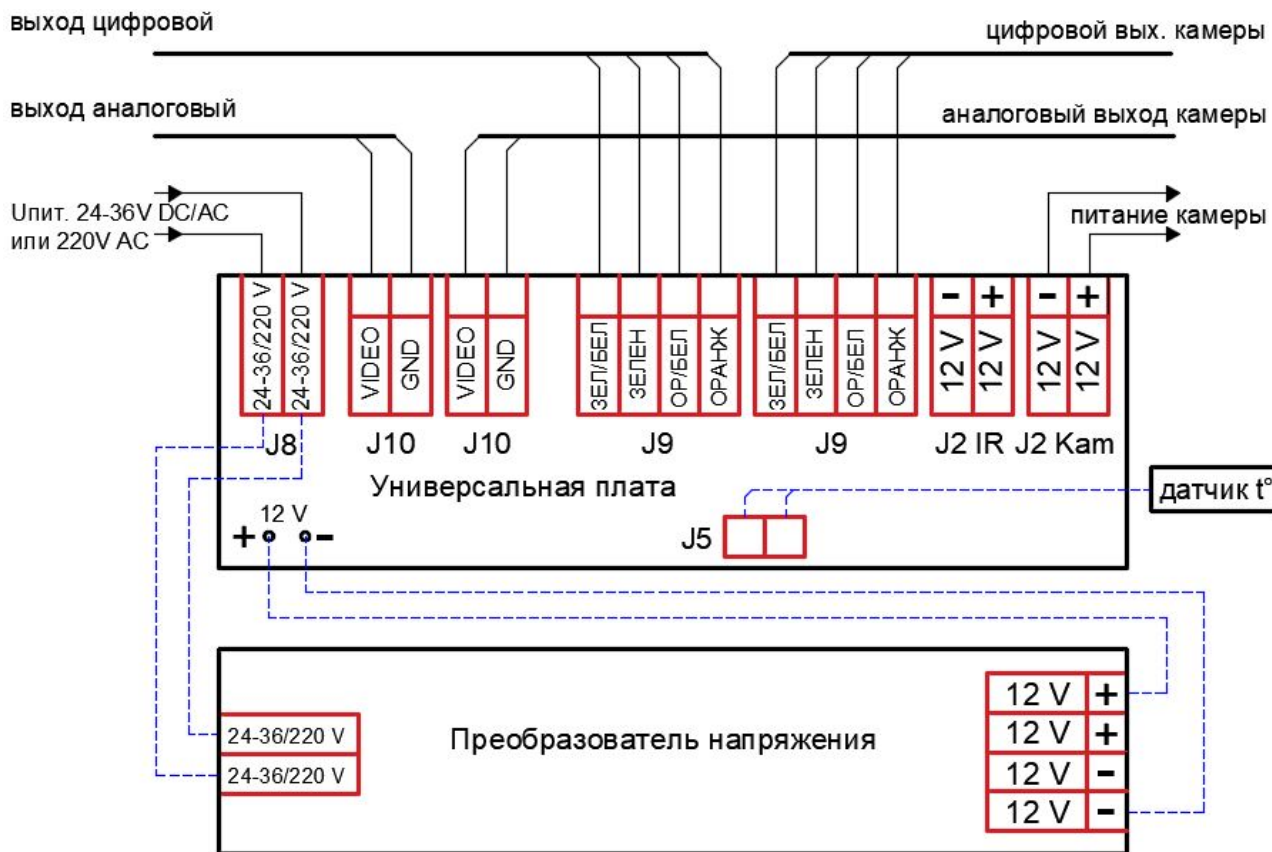 выход цифровой
цифровой вых. камеры
выход аналоговый
аналоговый выход камеры
Uпит. 24-36V DC/AC
или 220V AC
питание камеры
24-36/220 V
24-36/220 V
VIDEO
GND
VIDEO
GND
ЗЕЛ/БЕЛ
ЗЕЛЕН
ОР/БЕЛ
ОРАНЖ
ЗЕЛ/БЕЛ
ЗЕЛЕН
ОР/БЕЛ
ОРАНЖ
- + - +
12 V
12 V
12 V
12 V
J8 J10 J10 J9 J9 J2 IR J2 Kam
Универсальная плата
датчик t°
12 V
+ -
J5
12 V +
12 V +
12 V -
12 V -
24-36/220 V
24-36/220 V
Преобразователь напряжения